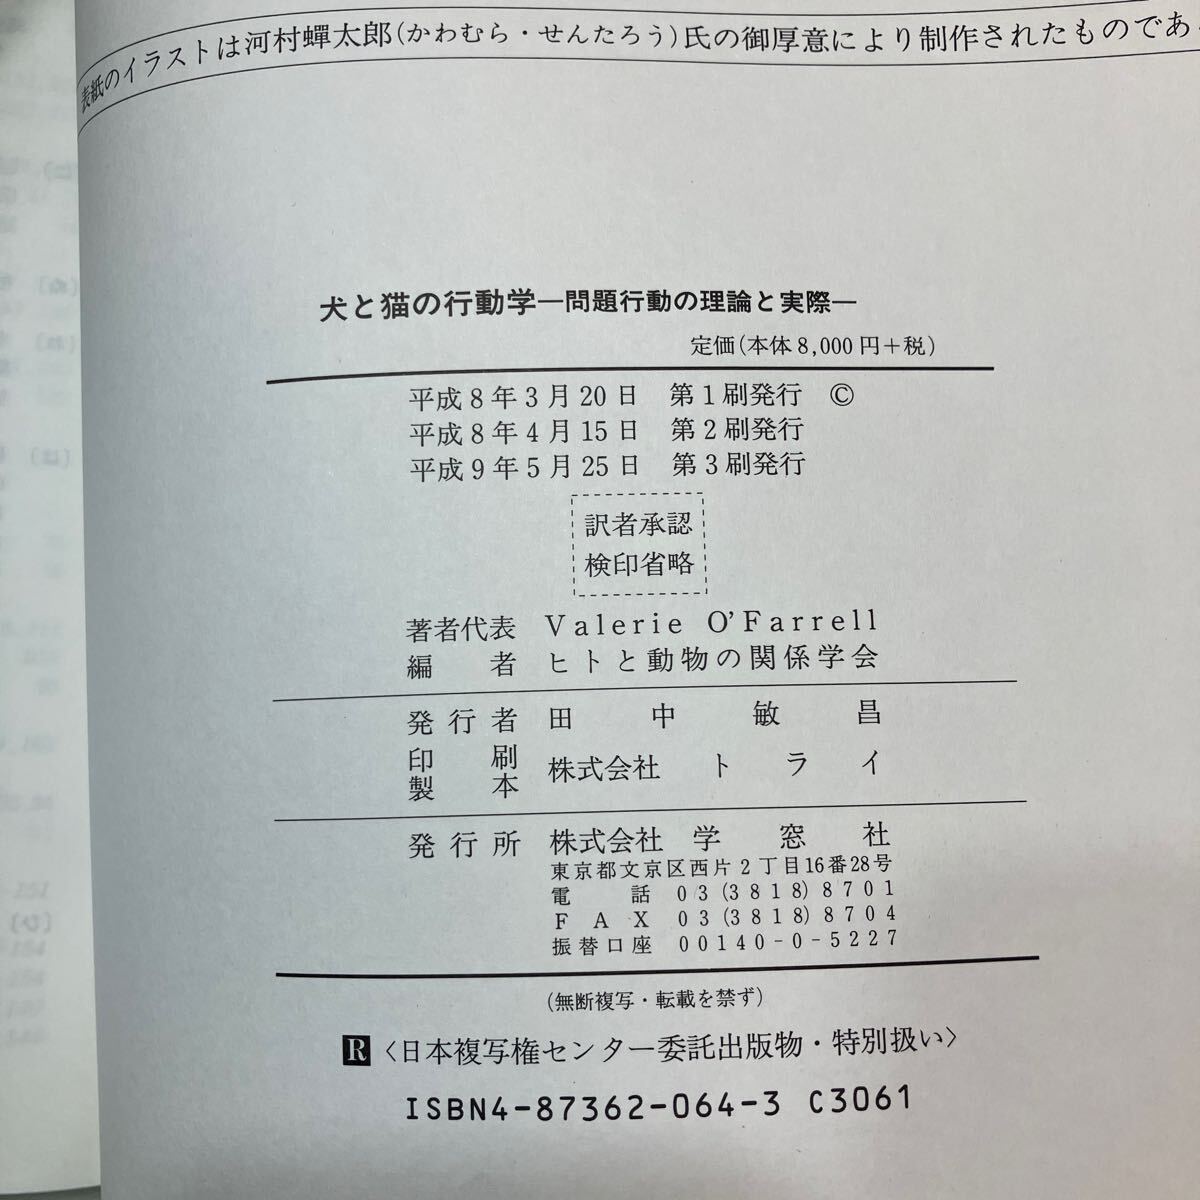 表紙のイラストは河村蟬太郎(かわむら・せんたろう)氏の御厚意により制作されたものであ
犬と猫の行動学―問題行動の理論と実際―
定価(本体8,000円+税)
平成8年3月20日 第1刷発行 ©
平成8年4月15日 第2刷発行
平成9年5月25日 第3刷発行
訳者承認
検印省略
著者代表 Valerie O'Farrell
編者 ヒトと動物の関係学会
発行者 田中敏昌
印刷
製本 株式会社トライ
発行所 株式会社学窓社
東京都文京区西片2丁目16番28号
電話 03(3818)8701
FAX 03(3818)8704
振替口座 00140-0-5227
(無断複写・転載を禁ず)
R〈日本複写権センター委託出版物・特別扱い〉
ISBN4-87362-064-3 C3061